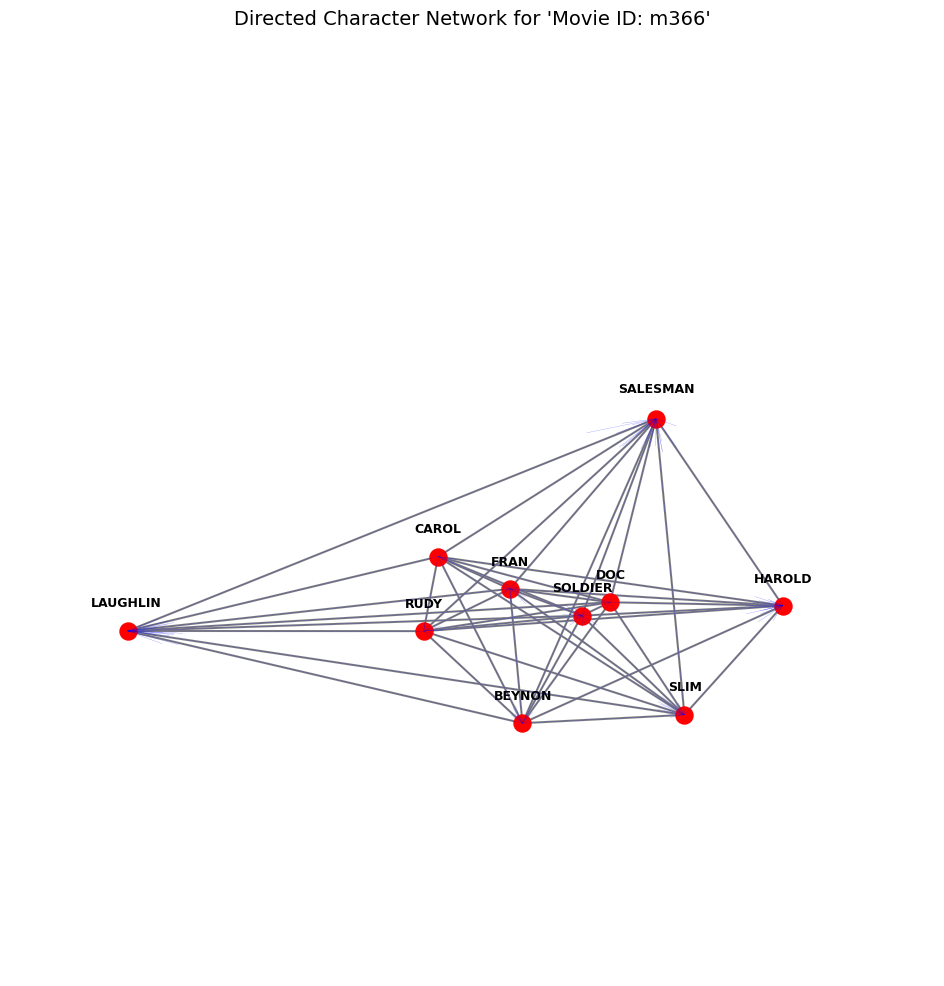 Directed Character Network for 'Movie ID: m366'
SALESMAN
CAROL
FRAN
DOC
SOLDIER
HAROLD
LAUGHLIN
RUDY
SLIM
BEYNON